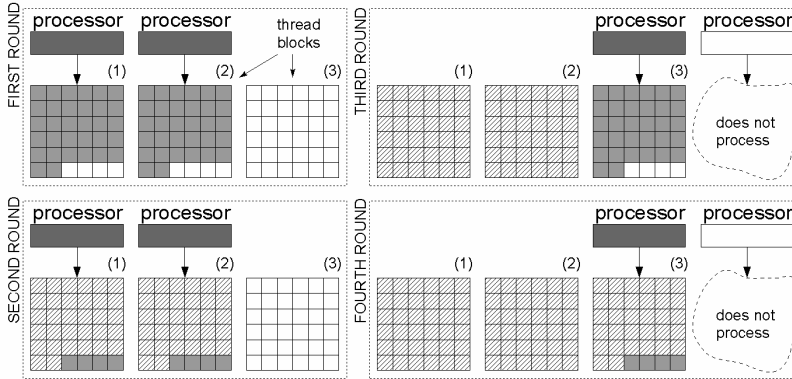 FIRST ROUND
processor
processor
thread
blocks
(1)
(2)
(3)
THIRD ROUND
processor
processor
(1)
(2)
(3)
does not
process
SECOND ROUND
processor
processor
(1)
(2)
(3)
FOURTH ROUND
processor
processor
(1)
(2)
(3)
does not
process